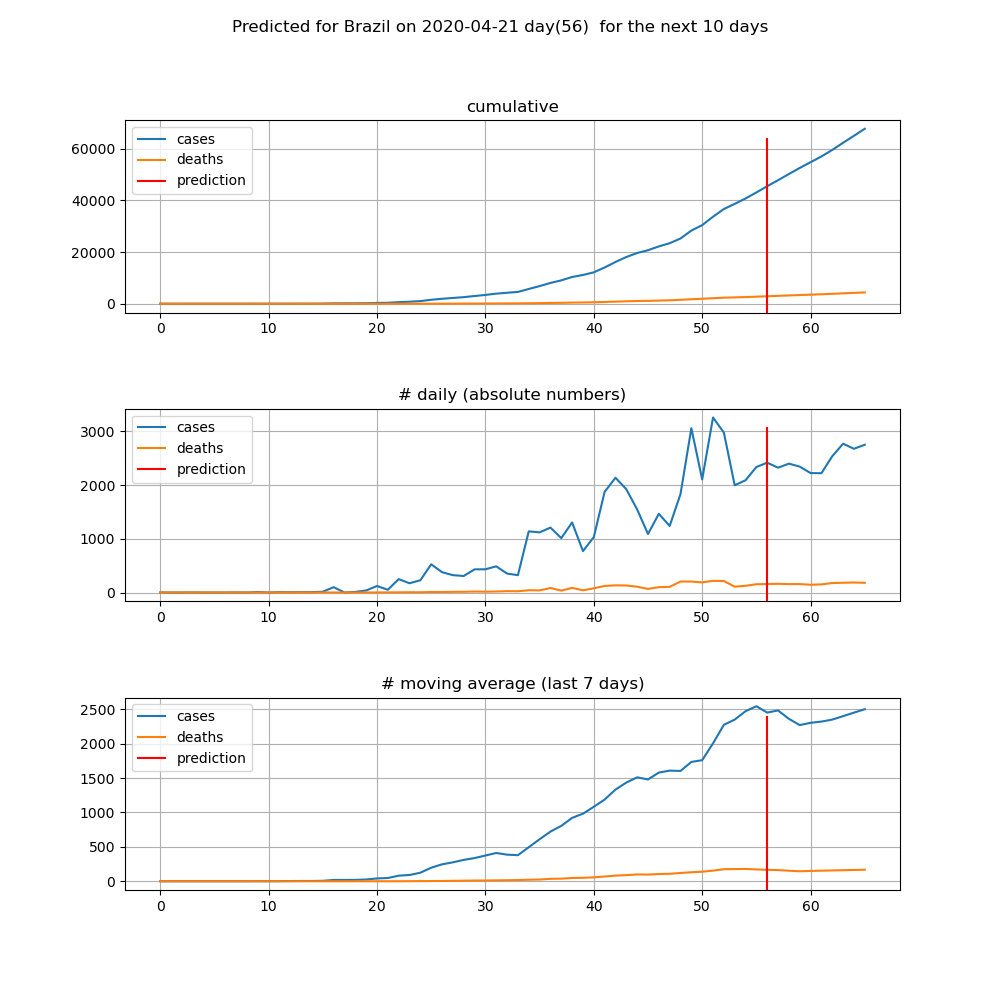 Predicted for Brazil on 2020-04-21 day(56)  for the next 10 days
cumulative
cases
deaths
prediction
60000
40000
20000
0
0 10 20 30 40 50 60
# daily (absolute numbers)
cases
deaths
prediction
3000
2000
1000
0
0 10 20 30 40 50 60
# moving average (last 7 days)
cases
deaths
prediction
2500
2000
1500
1000
500
0
0 10 20 30 40 50 60